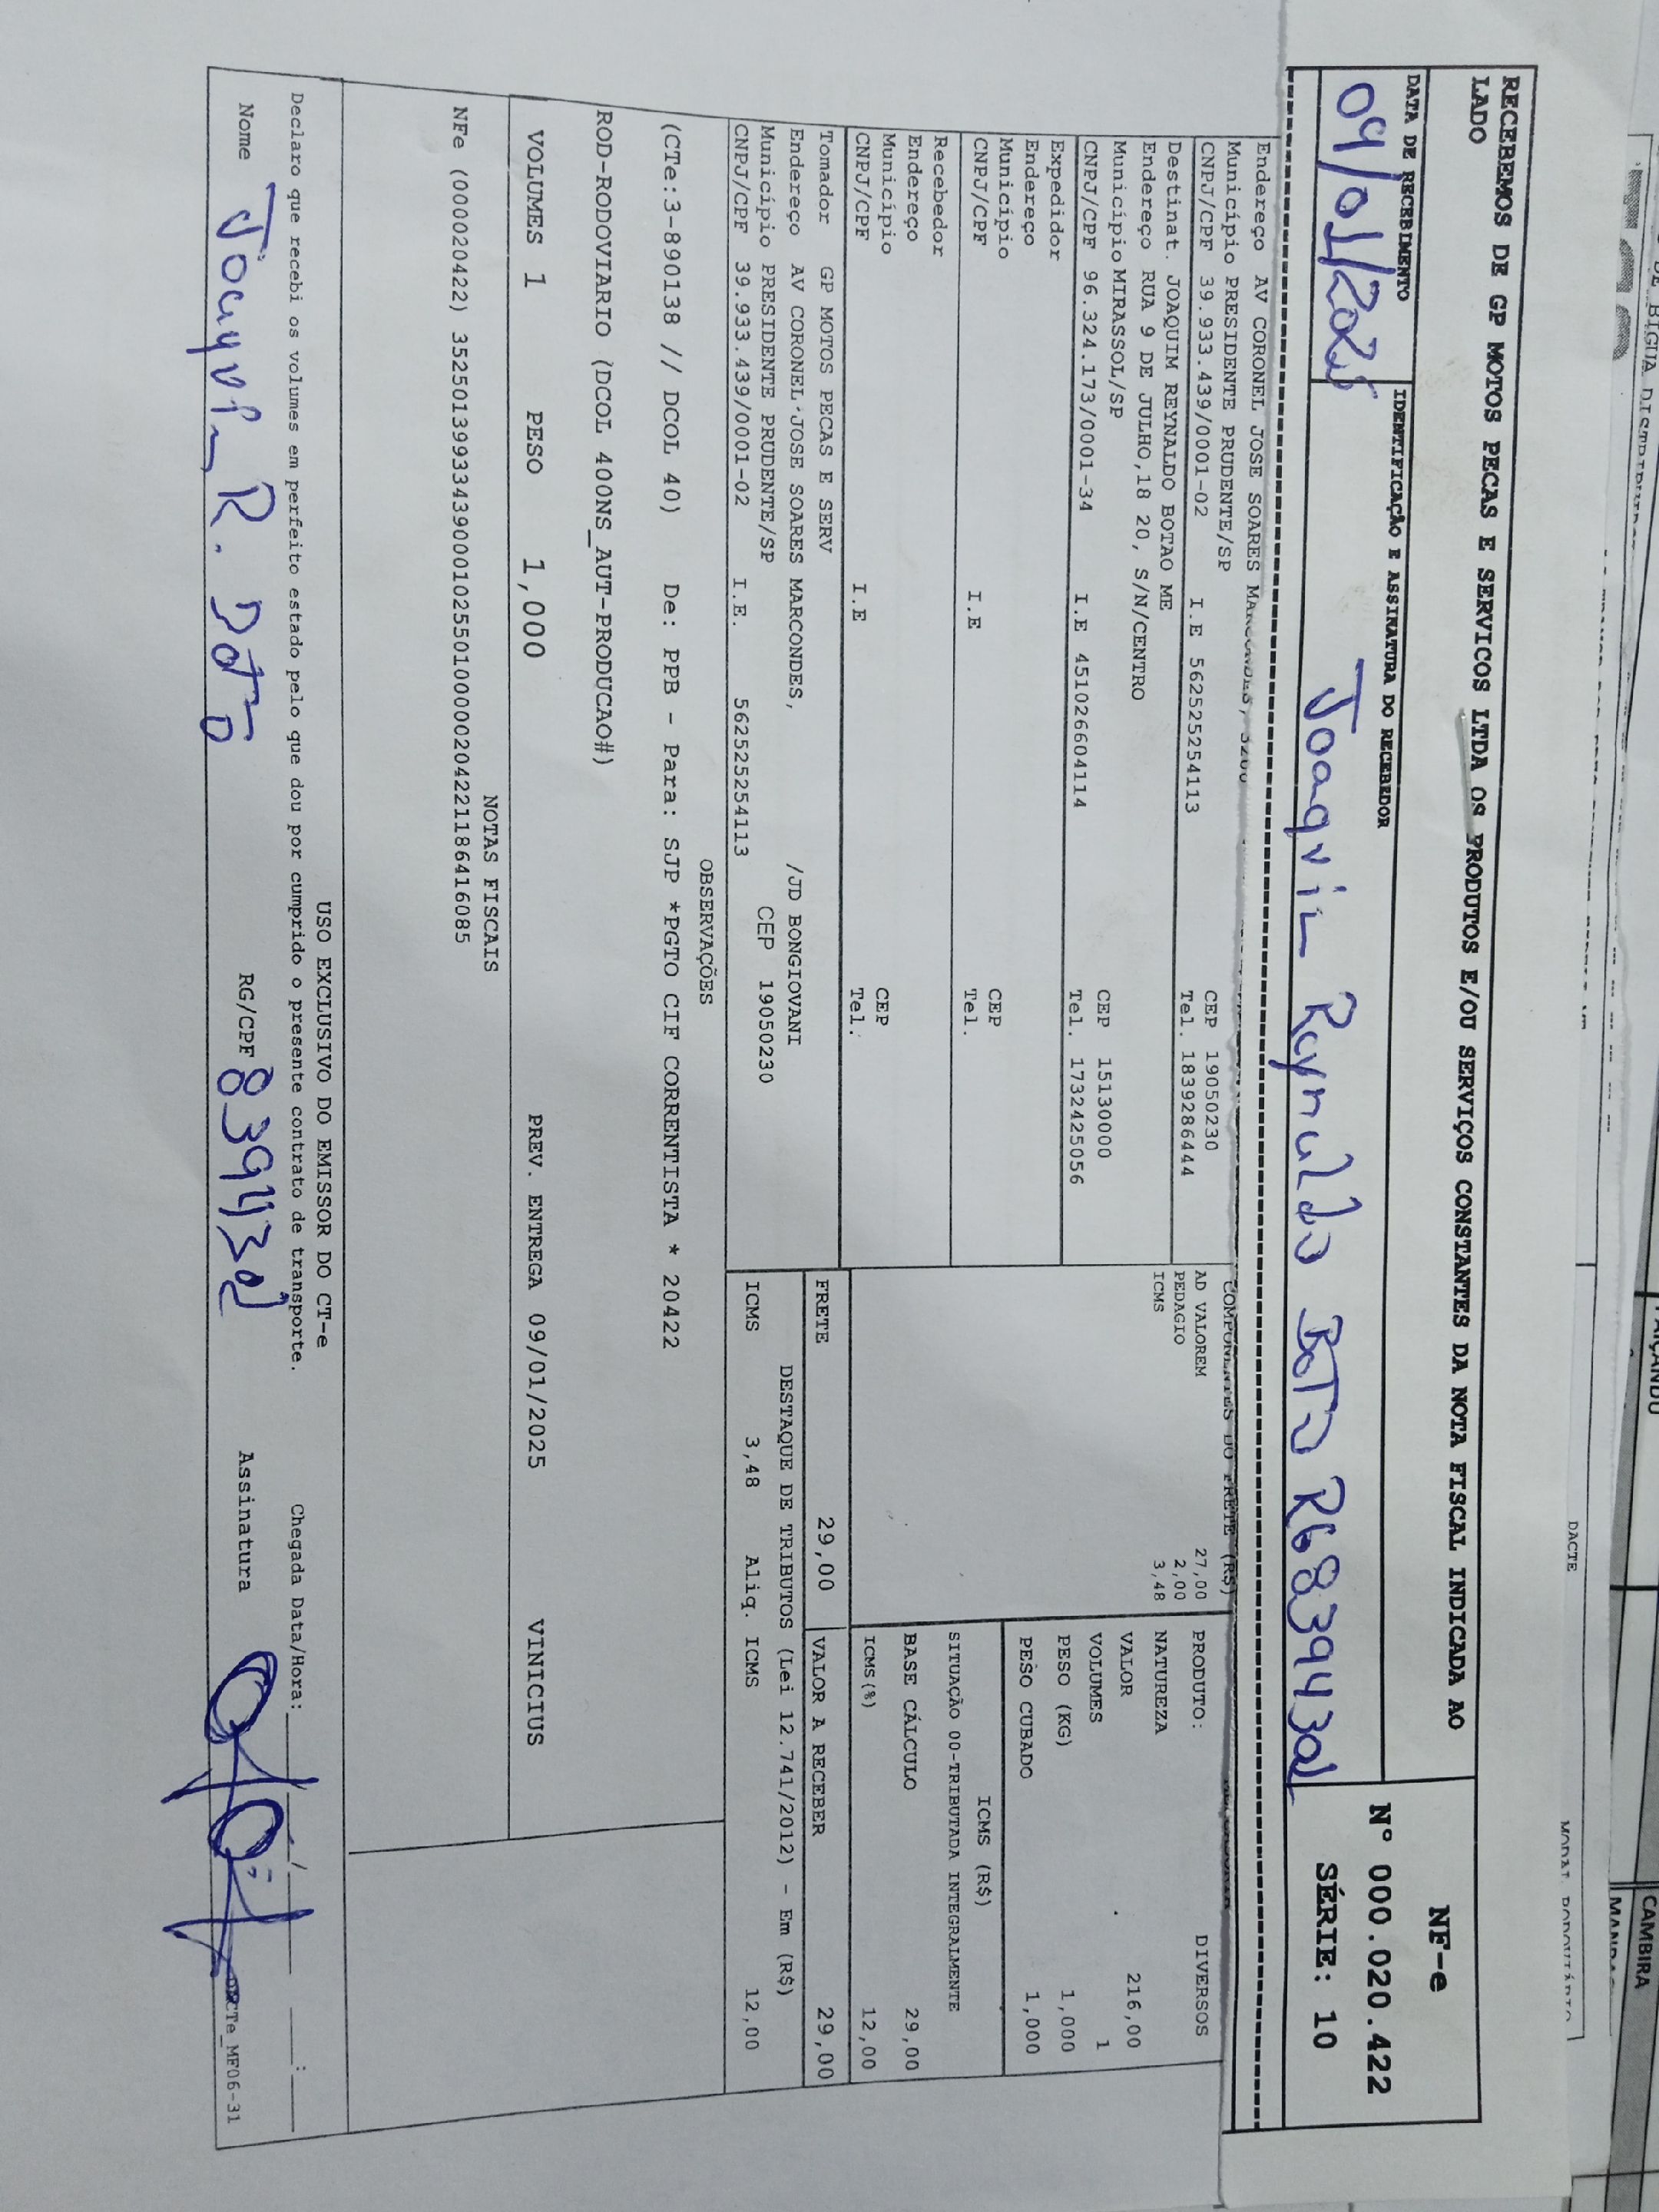 RECEBEMOS DE GP MOTOS PECAS E SERVICOS LTDA OS PRODUTOS E/OU SERVIÇOS CONSTANTES DA NOTA FISCAL INDICADA AO
LADO
DATA DE RECEBIMENTO
09/01/2025
IDENTIFICAÇÃO E ASSINATURA DO RECEBEDOR
Joaquim Reynaldo Botão RG839943
NF-e
Nº 000.020.422
SÉRIE: 10
DACTE
Endereço AV CORONEL JOSE SOARES
Município PRESIDENTE PRUDENTE/SP CEP 19050230
CNPJ/CPF 39.933.439/0001-02 I.E 562525254113 Tel. 1839286444
Destinat. JOAQUIM REYNALDO BOTAO ME
Endereço RUA 9 DE JULHO,18 20, S/N/CENTRO
Município MIRASSOL/SP CEP 15130000
CNPJ/CPF 96.324.173/0001-34 I.E 451026604114 Tel. 1732425056
Expedidor
Endereço
Município CEP
CNPJ/CPF I.E Tel.
Recebedor
Endereço
Município CEP
CNPJ/CPF I.E Tel.
Tomador GP MOTOS PECAS E SERV
Endereço AV CORONEL JOSE SOARES MARCONDES, /JD BONGIOVANI
Município PRESIDENTE PRUDENTE/SP CEP 19050230
CNPJ/CPF 39.933.439/0001-02 I.E. 562525254113
COMPONENTES DO FRETE (R$)
AD VALOREM 27,00
PEDAGIO 2,00
ICMS 3,48
PRODUTO: DIVERSOS
NATUREZA
VALOR 216,00
VOLUMES 1
PESO (KG) 1,000
PESO CUBADO 1,000
ICMS (R$)
SITUAÇÃO 00-TRIBUTADA INTEGRALMENTE
BASE CÁLCULO 29,00
ICMS(%) 12,00
FRETE 29,00 VALOR A RECEBER 29,00
DESTAQUE DE TRIBUTOS (Lei 12.741/2012) - Em (R$)
ICMS 3,48 Aliq. ICMS 12,00
OBSERVAÇÕES
(CTe:3-890138 // DCOL 40) De: PPB - Para: SJP *PGTO CIF CORRENTISTA * 20422
ROD-RODOVIARIO (DCOL 400NS_AUT-PRODUCAO#)
VOLUMES 1 PESO 1,000 PREV. ENTREGA 09/01/2025 VINICIUS
NOTAS FISCAIS
NFe (000020422) 35250139933439000102550100000204221186416085
USO EXCLUSIVO DO EMISSOR DO CT-e
Declaro que recebi os volumes em perfeito estado pelo que dou por cumprido o presente contrato de transporte. Chegada Data/Hora:
Nome Joaquim R. Botão RG/CPF Assinatura